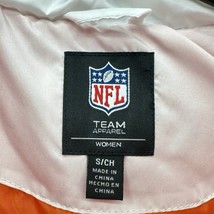 NFL
TEAM
APPAREL
WOMEN
S/CH
MADE IN
CHINA
HECHO EN
CHINA